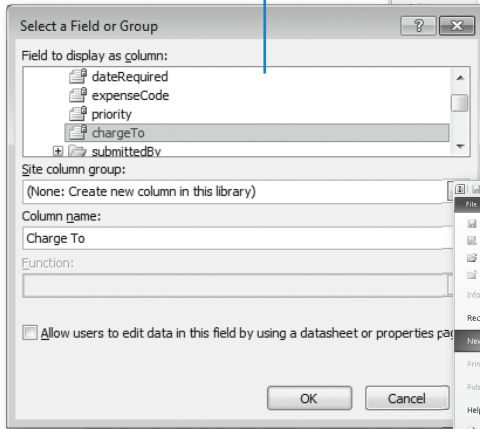 Select a Field or Group
Field to display as column:
dateRequired
expenseCode
priority
chargeTo
submittedBy
Site column group:
(None: Create new column in this library)
Column name:
Charge To
Function:
Allow users to edit data in this field by using a datasheet or properties pag
OK
Cancel
File
Info
Rec
New
Prin
Pub
Help